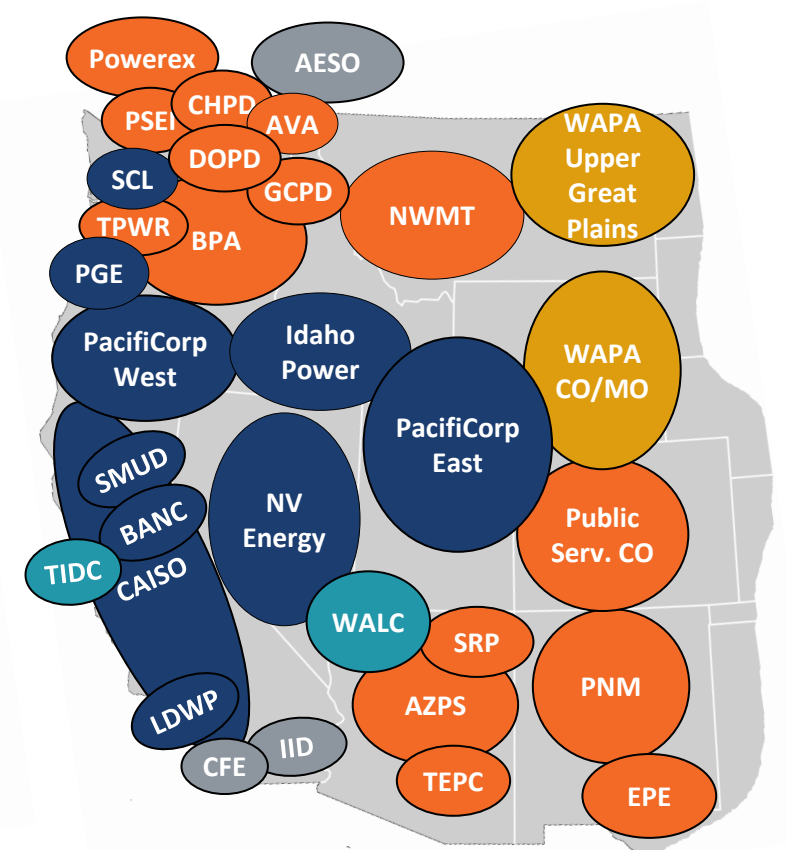 Powerex
AESO
CHPD
PSEI
AVA
DOPD
SCL
GCPD
TPWR
BPA
NWMT
WAPA
Upper
Great
Plains
PGE
PacifiCorp
West
Idaho
Power
WAPA
CO/MO
PacifiCorp
East
SMUD
BANC
NV
Energy
Public
Serv. CO
TIDC
CAISO
WALC
SRP
PNM
LDWP
AZPS
IID
CFE
TEPC
EPE